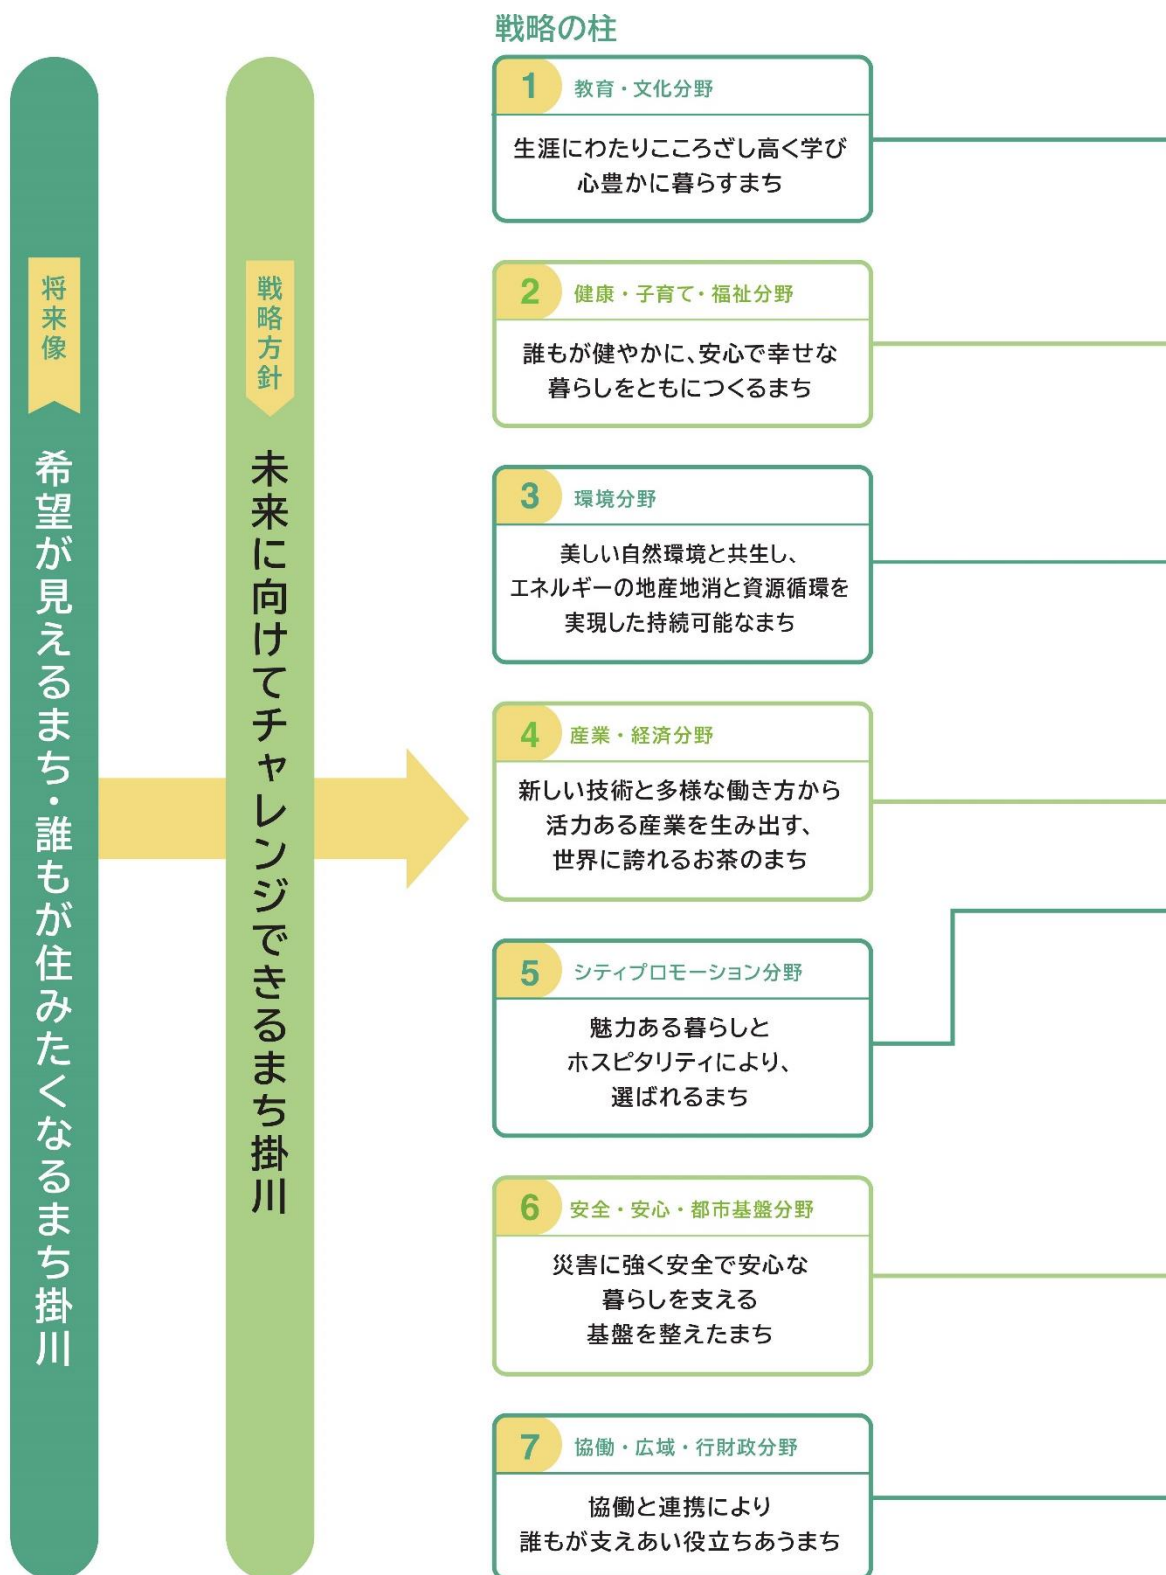 将来像
希望が見えるまち・誰もが住みたくなるまち掛川
戦略方針
未来に向けてチャレンジできるまち掛川
戦略の柱
1 教育・文化分野
生涯にわたりこころざし高く学び
心豊かに暮らすまち
2 健康・子育て・福祉分野
誰もが健やかに、安心で幸せな
暮らしをともにつくるまち
3 環境分野
美しい自然環境と共生し、
エネルギーの地産地消と資源循環を
実現した持続可能なまち
4 産業・経済分野
新しい技術と多様な働き方から
活力ある産業を生み出す、
世界に誇れるお茶のまち
5 シティプロモーション分野
魅力ある暮らしと
ホスピタリティにより、
選ばれるまち
6 安全・安心・都市基盤分野
災害に強く安全で安心な
暮らしを支える
基盤を整えたまち
7 協働・広域・行財政分野
協働と連携により
誰もが支えあい役立ちあうまち